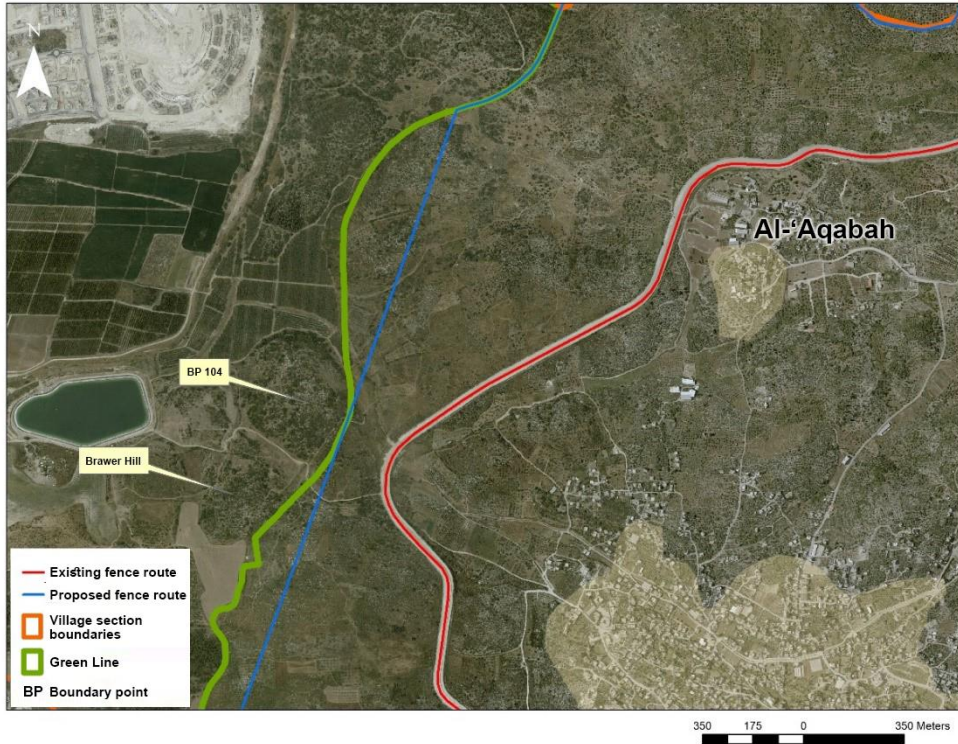 N
Al-‘Aqabah
BP 104
Brawer Hill
Existing fence route
Proposed fence route
Village section
boundaries
Green Line
BP Boundary point
350 175 0 350 Meters